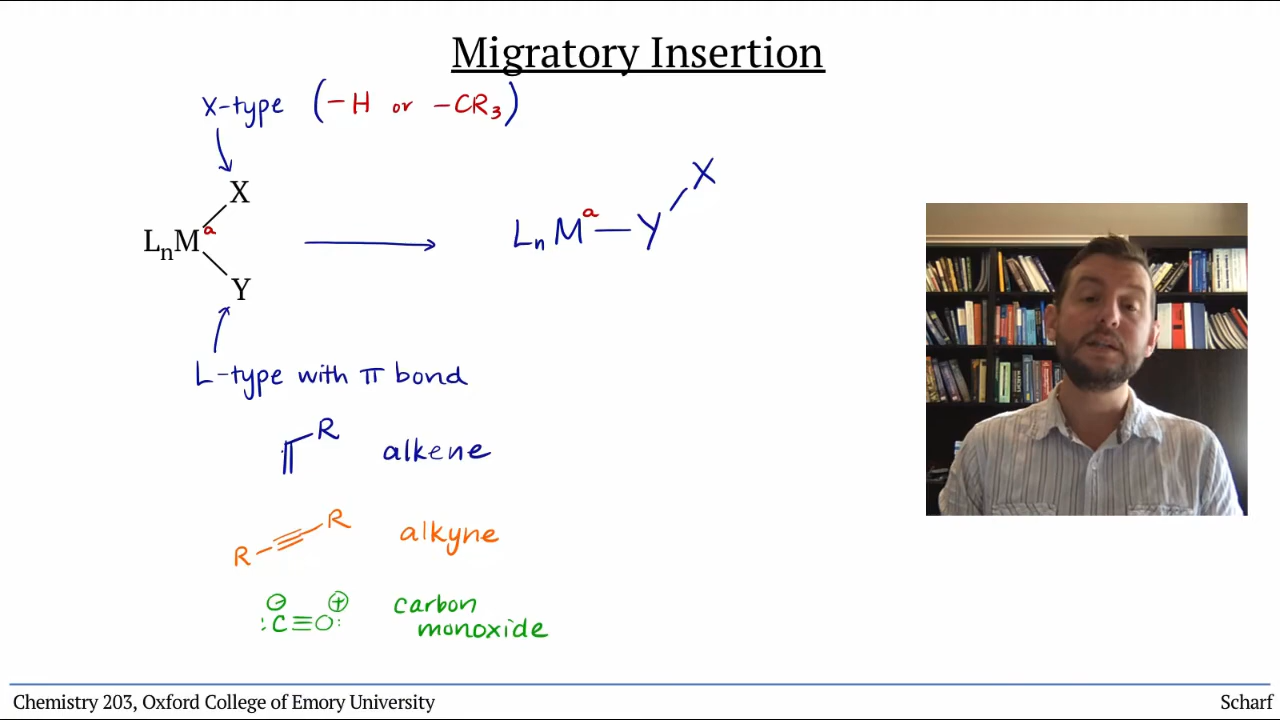 Migratory Insertion
X-type (-H or -CR₃)
X
LₙMᵃ
Y
LₙMᵃ—Y
X
L-type with π bond
R
alkene
R
R
alkyne
⊖ ⊕
:C≡O:
carbon
monoxide
Chemistry 203, Oxford College of Emory University
Scharf